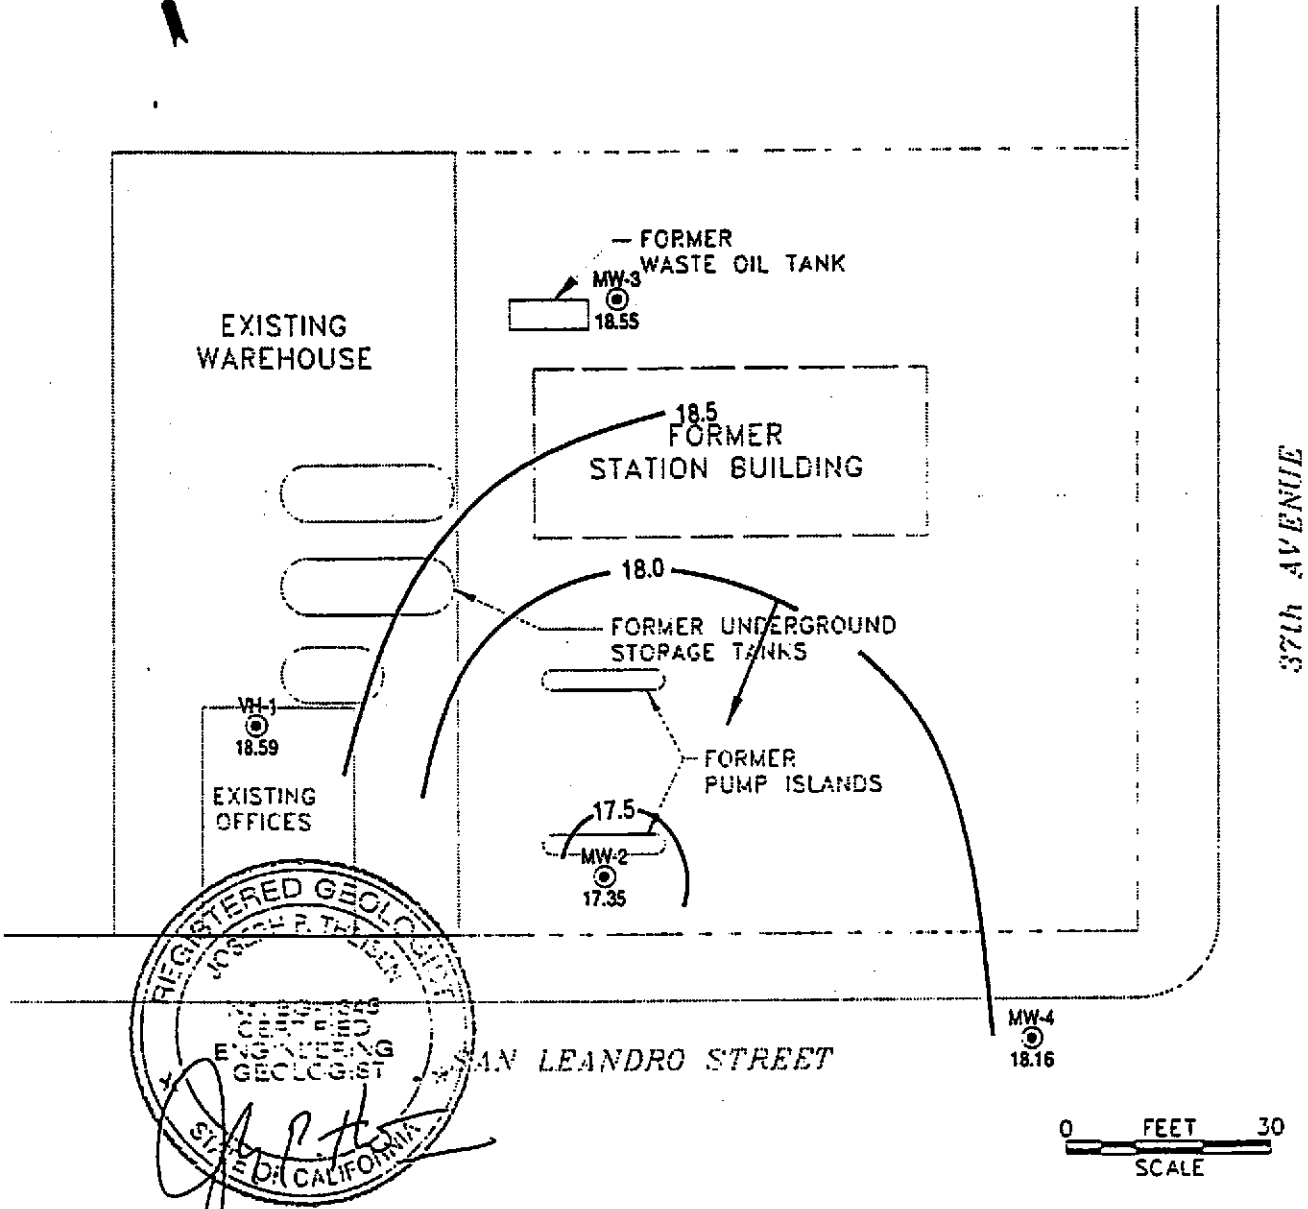 FORMER
WASTE OIL TANK
MW-3
18.55
EXISTING
WAREHOUSE
18.5
FORMER
STATION BUILDING
37th AVENUE
18.0
FORMER UNDERGROUND
STORAGE TANKS
VH-1
18.59
FORMER
PUMP ISLANDS
EXISTING
OFFICES
17.5
MW-2
17.35
REGISTERED GEOLOGIST
JOSEPH P. THEISEN
CERTIFIED
ENGINEERING
GEOLOGIST
STATE OF CALIFORNIA
SAN LEANDRO STREET
MW-4
18.16
0 FEET 30
SCALE